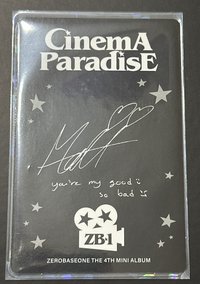 CinemA
ParadisE
you're my good
so bad
ZB1
ZEROBASEONE THE 4TH MINI ALBUM